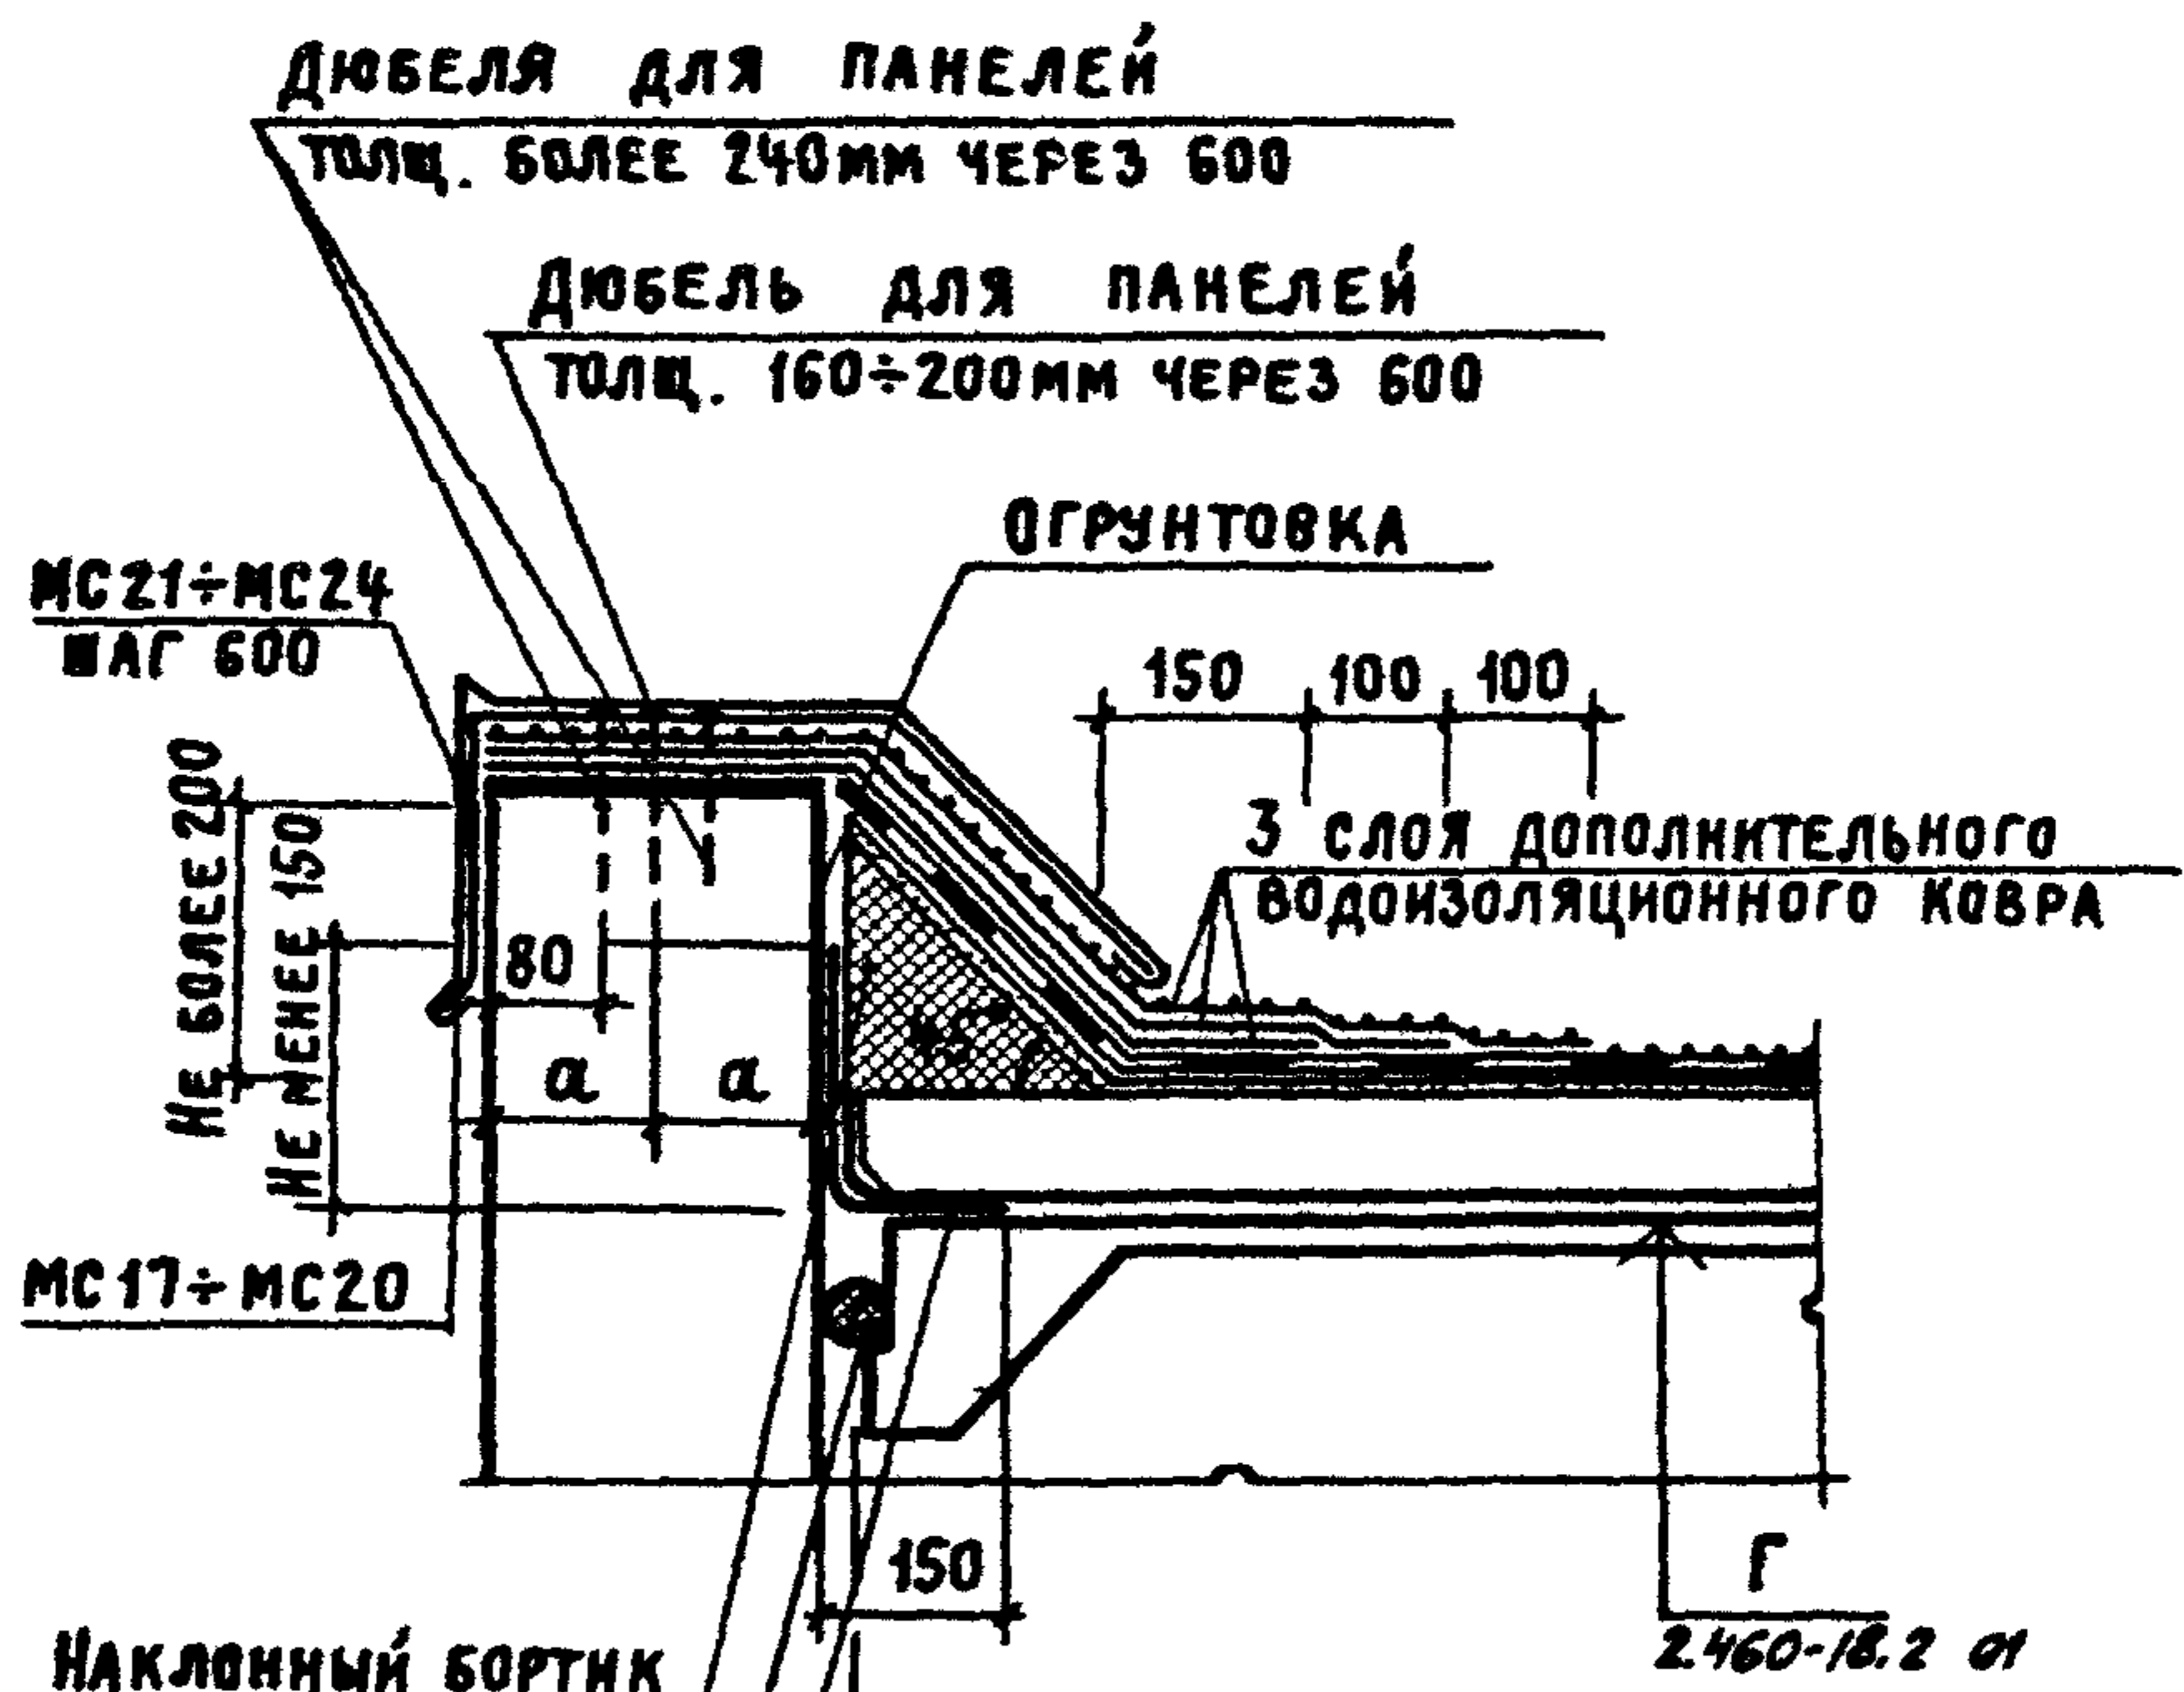 ДЮБЕЛЯ ДЛЯ ПАНЕЛЕЙ
ТОЛЩ. БОЛЕЕ 240ММ ЧЕРЕЗ 600
ДЮБЕЛЬ ДЛЯ ПАНЕЛЕЙ
ТОЛЩ. 160÷200ММ ЧЕРЕЗ 600
ОГРУНТОВКА
МС21÷МС24
ШАГ 600
150 100 100
3 СЛОЯ ДОПОЛНИТЕЛЬНОГО
ВОДОИЗОЛЯЦИОННОГО КОВРА
НЕ БОЛЕЕ 200
НЕ МЕНЕЕ 150
80
а а
МС17÷МС20
150
Г
2.460-18.2 01
НАКЛОННЫЙ БОРТИК